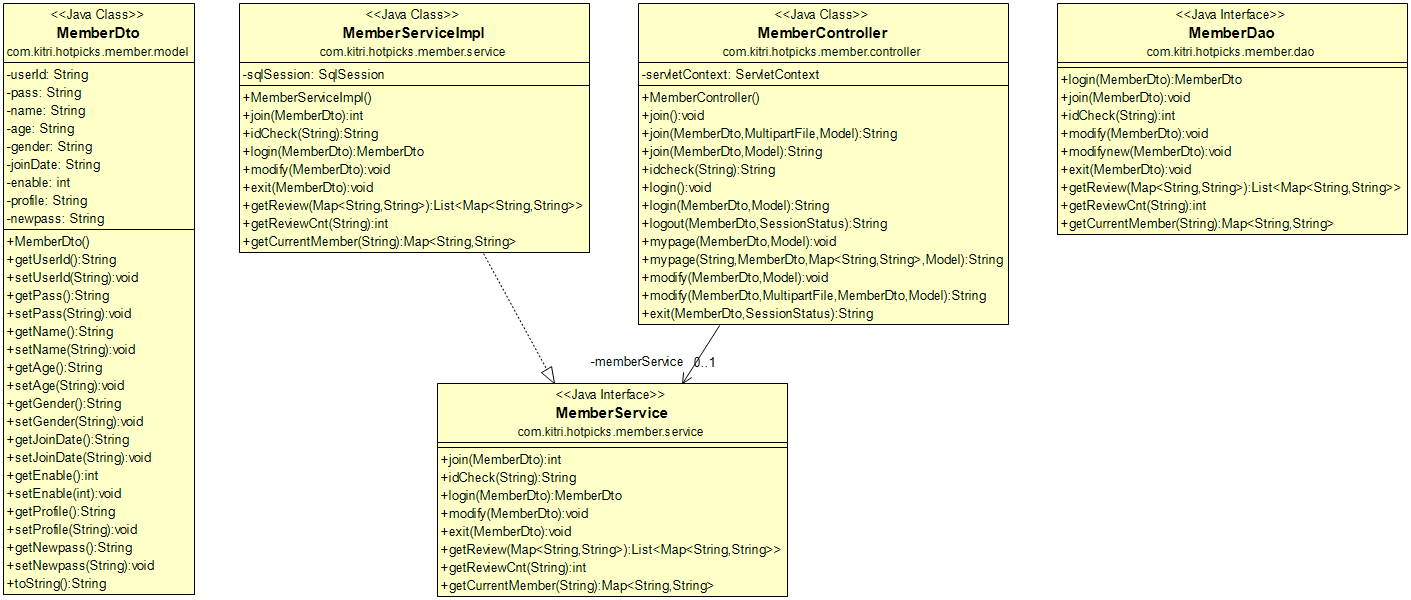 <<Java Class>>
MemberDto
com.kitri.hotpicks.member.model
-userId: String
-pass: String
-name: String
-age: String
-gender: String
-joinDate: String
-enable: int
-profile: String
-newpass: String
+MemberDto()
+getUserId():String
+setUserId(String):void
+getPass():String
+setPass(String):void
+getName():String
+setName(String):void
+getAge():String
+setAge(String):void
+getGender():String
+setGender(String):void
+getJoinDate():String
+setJoinDate(String):void
+getEnable():int
+setEnable(int):void
+getProfile():String
+setProfile(String):void
+getNewpass():String
+setNewpass(String):void
+toString():String
<<Java Class>>
MemberServiceImpl
com.kitri.hotpicks.member.service
-sqlSession: SqlSession
+MemberServiceImpl()
+join(MemberDto):int
+idCheck(String):String
+login(MemberDto):MemberDto
+modify(MemberDto):void
+exit(MemberDto):void
+getReview(Map<String,String>):List<Map<String,String>>
+getReviewCnt(String):int
+getCurrentMember(String):Map<String,String>
<<Java Class>>
MemberController
com.kitri.hotpicks.member.controller
-servletContext: ServletContext
+MemberController()
+join():void
+join(MemberDto,MultipartFile,Model):String
+join(MemberDto,Model):String
+idcheck(String):String
+login():void
+login(MemberDto,Model):String
+logout(MemberDto,SessionStatus):String
+mypage(MemberDto,Model):void
+mypage(String,MemberDto,Map<String,String>,Model):String
+modify(MemberDto,Model):void
+modify(MemberDto,MultipartFile,MemberDto,Model):String
+exit(MemberDto,SessionStatus):String
<<Java Interface>>
MemberDao
com.kitri.hotpicks.member.dao
+login(MemberDto):MemberDto
+join(MemberDto):void
+idCheck(String):int
+modify(MemberDto):void
+modifynew(MemberDto):void
+exit(MemberDto):void
+getReview(Map<String,String>):List<Map<String,String>>
+getReviewCnt(String):int
+getCurrentMember(String):Map<String,String>
-memberService 0..1
<<Java Interface>>
MemberService
com.kitri.hotpicks.member.service
+join(MemberDto):int
+idCheck(String):String
+login(MemberDto):MemberDto
+modify(MemberDto):void
+exit(MemberDto):void
+getReview(Map<String,String>):List<Map<String,String>>
+getReviewCnt(String):int
+getCurrentMember(String):Map<String,String>